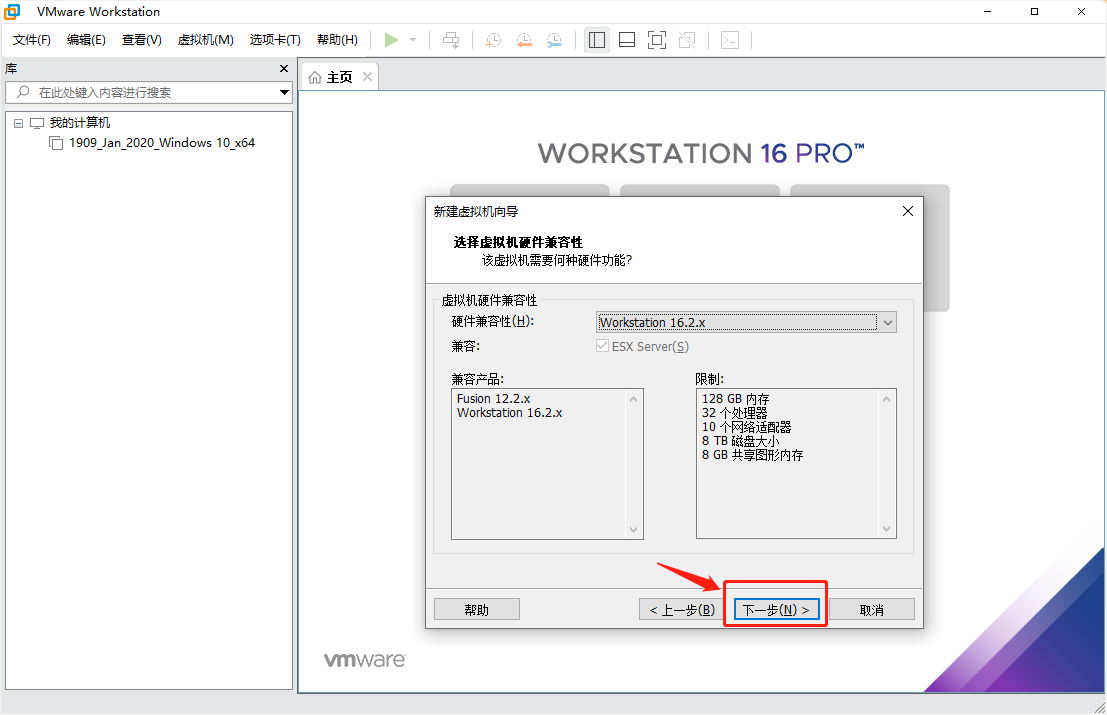 VMware Workstation
文件(F) 编辑(E) 查看(V) 虚拟机(M) 选项卡(T) 帮助(H)
库
主页
在此处键入内容进行搜索
我的计算机
1909_Jan_2020_Windows 10_x64
WORKSTATION 16 PRO™
新建虚拟机向导
选择虚拟机硬件兼容性
该虚拟机需要何种硬件功能?
虚拟机硬件兼容性
硬件兼容性(H): Workstation 16.2.x
兼容: ESX Server(S)
兼容产品: 限制:
Fusion 12.2.x
Workstation 16.2.x
128 GB 内存
32 个处理器
10 个网络适配器
8 TB 磁盘大小
8 GB 共享图形内存
帮助 < 上一步(B) 下一步(N) > 取消
vmware